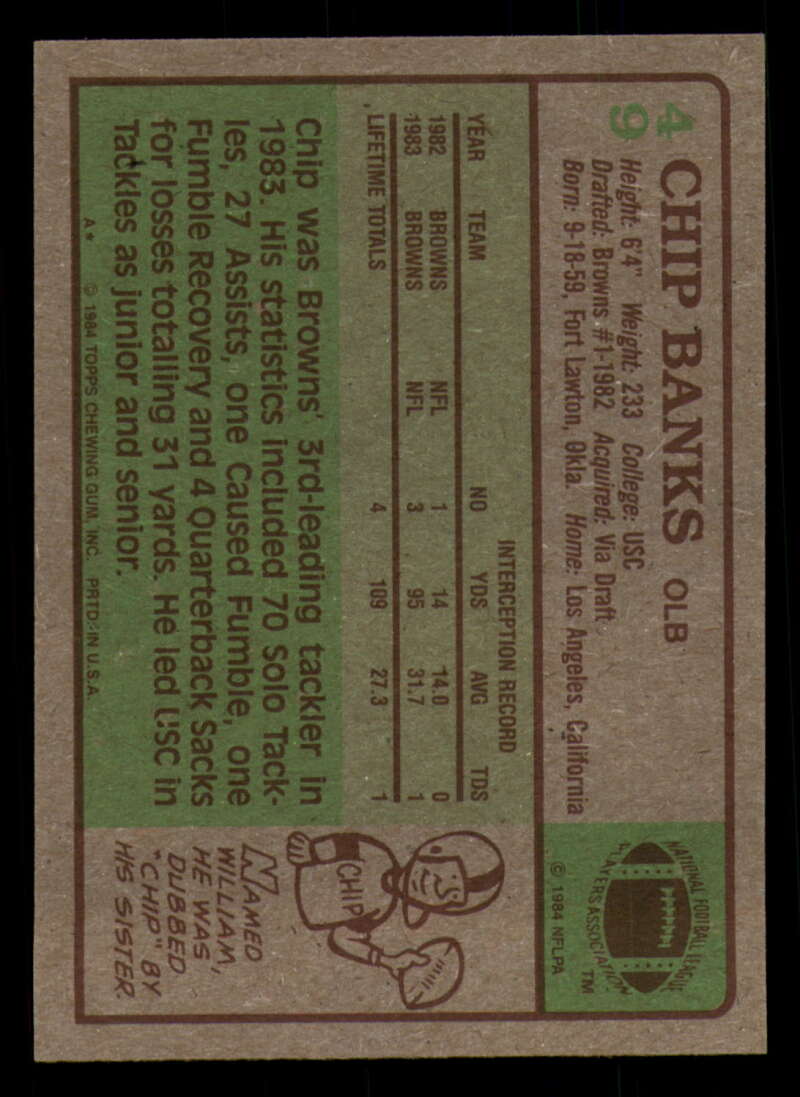 49
CHIP BANKS OLB
Height: 6'4" Weight: 233 College: USC
Drafted: Browns #1-1982 Acquired: Via Draft
Born: 9-18-59, Fort Lawton, Okla. Home: Los Angeles, California
NATIONAL FOOTBALL LEAGUE
PLAYERS ASSOCIATION
TM
© 1984 NFLPA
INTERCEPTION RECORD
YEAR TEAM NO YDS AVG TDS
1982 BROWNS NFL 1 14 14.0 0
1983 BROWNS NFL 3 95 31.7 1
LIFETIME TOTALS 4 109 27.3 1
Chip was Browns' 3rd-leading tackler in
1983. His statistics included 70 Solo Tack-
les, 27 Assists, one Caused Fumble, one
Fumble Recovery and 4 Quarterback Sacks
for losses totalling 31 yards. He led USC in
Tackles as junior and senior.
CHIP
NAMED
WILLIAM,
HE WAS
DUBBED
"CHIP" BY
HIS SISTER.
A* © 1984 TOPPS CHEWING GUM, INC. PRTD. IN U.S.A.